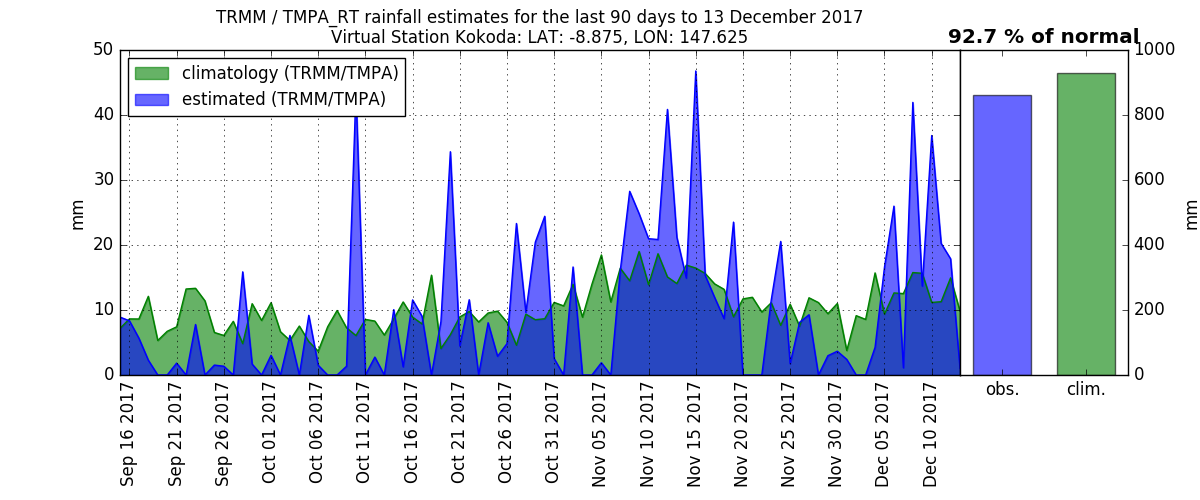 TRMM / TMPA_RT rainfall estimates for the last 90 days to 13 December 2017
Virtual Station Kokoda: LAT: -8.875, LON: 147.625
92.7 % of normal
climatology (TRMM/TMPA)
estimated (TRMM/TMPA)
50
40
30
20
10
0
mm
1000
800
600
400
200
0
mm
Sep 16 2017
Sep 21 2017
Sep 26 2017
Oct 01 2017
Oct 06 2017
Oct 11 2017
Oct 16 2017
Oct 21 2017
Oct 26 2017
Oct 31 2017
Nov 05 2017
Nov 10 2017
Nov 15 2017
Nov 20 2017
Nov 25 2017
Nov 30 2017
Dec 05 2017
Dec 10 2017
obs.
clim.